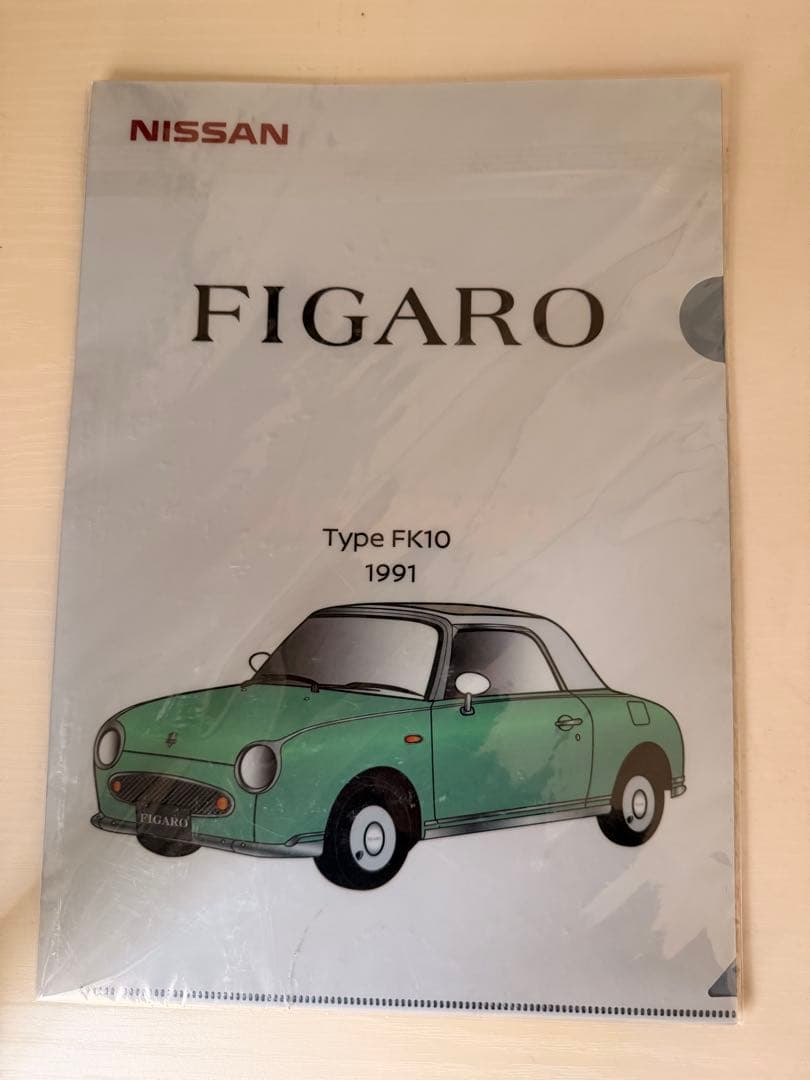 NISSAN
FIGARO
Type FK10
1991
FIGARO